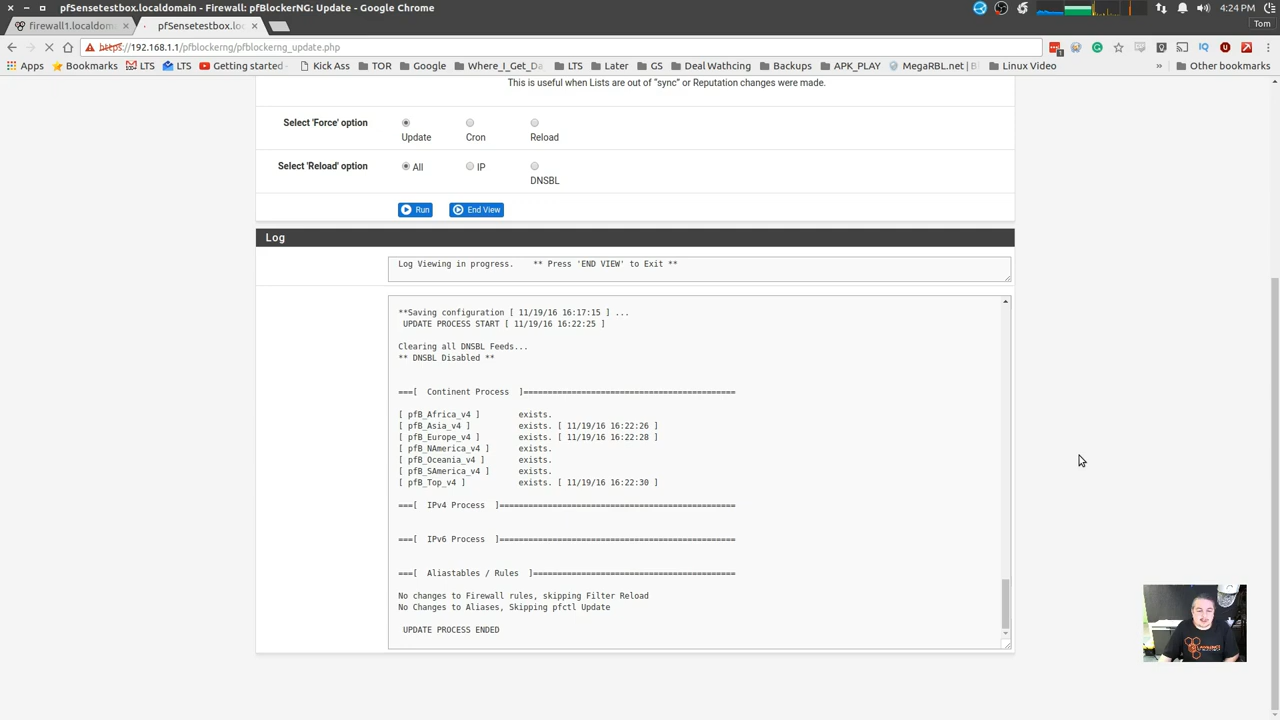 pfSensetestbox.localdomain - Firewall: pfBlockerNG: Update - Google Chrome
4:24 PM
firewall1.localdoma
pfSensetestbox.loc
Tom
https://192.168.1.1/pfblockerng/pfblockerng_update.php
Apps
Bookmarks
LTS
LTS
Getting started
Kick Ass
TOR
Google
Where_I_Get_Da
LTS
Later
GS
Deal Wathcing
Backups
APK_PLAY
MegaRBL.net | B
Linux Video
»
Other bookmarks
This is useful when Lists are out of "sync" or Reputation changes were made.
Select 'Force' option
Update
Cron
Reload
Select 'Reload' option
All
IP
DNSBL
Run
End View
Log
Log Viewing in progress. ** Press 'END VIEW' to Exit **
**Saving configuration [ 11/19/16 16:17:15 ] ...
UPDATE PROCESS START [ 11/19/16 16:22:25 ]
Clearing all DNSBL Feeds...
** DNSBL Disabled **
===[ Continent Process ]============================================
[ pfB_Africa_v4 ] exists.
[ pfB_Asia_v4 ] exists. [ 11/19/16 16:22:26 ]
[ pfB_Europe_v4 ] exists. [ 11/19/16 16:22:28 ]
[ pfB_NAmerica_v4 ] exists.
[ pfB_Oceania_v4 ] exists.
[ pfB_SAmerica_v4 ] exists.
[ pfB_Top_v4 ] exists. [ 11/19/16 16:22:30 ]
===[ IPv4 Process ]=================================================
===[ IPv6 Process ]=================================================
===[ Aliastables / Rules ]==========================================
No changes to Firewall rules, skipping Filter Reload
No Changes to Aliases, Skipping pfctl Update
UPDATE PROCESS ENDED